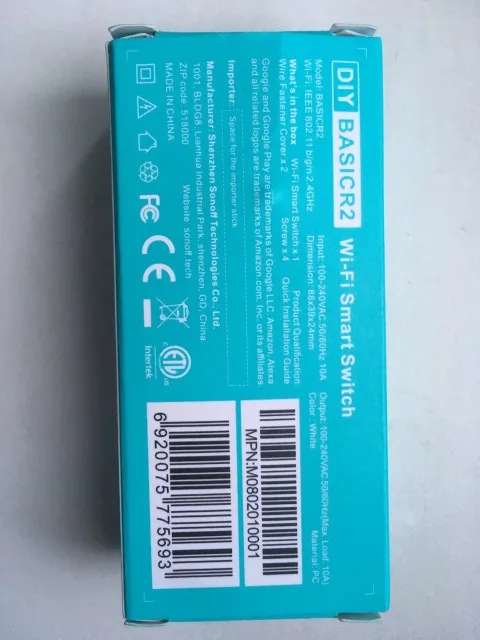 DIY BASICR2 Wi-Fi Smart Switch
Model: BASICR2 Input: 100-240VAC 50/60Hz 10A Output: 100-240VAC 50/60Hz(Max. Load: 10A)
Wi-Fi: IEEE 802.11 b/g/n 2.4GHz Dimension: 88x39x24mm Color: White Material: PC
What's in the box Wi-Fi Smart Switch x 1 Product Qualification
Wire Fastener Cover x 2 Screw x 4 Quick Installation Guide
Google and Google Play are trademarks of Google LLC. Amazon, Alexa
and all related logos are trademarks of Amazon.com, Inc. or its affiliates
Importer: Space for the importer stick
Manufacturer: Shenzhen Sonoff Technologies Co., Ltd.
1001, BLDG8, Lianhua Industrial Park, shenzhen, GD, China
ZIP code: 518000 Website: sonoff.tech
MADE IN CHINA
FC CE
c ETL us
Intertek
MPN:M0802010001
6 920075 775693